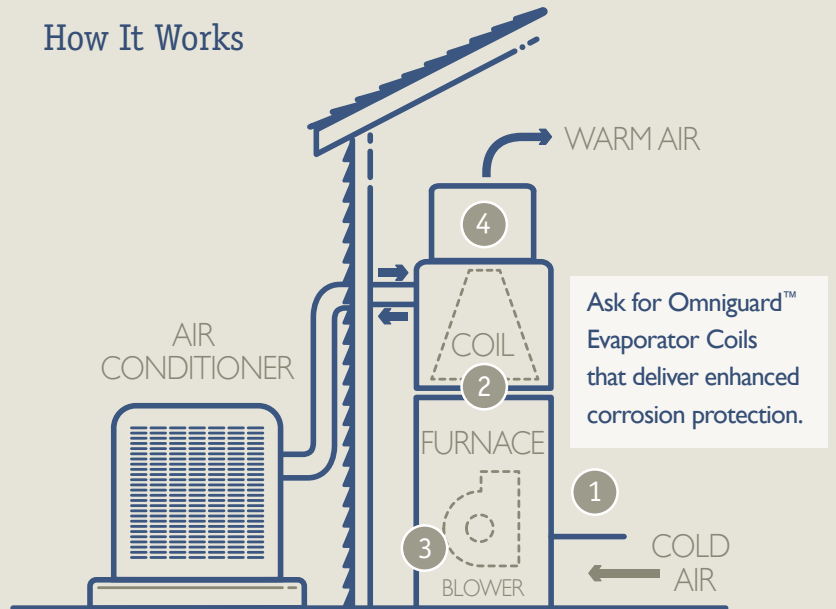 How It Works
WARM AIR
4
Ask for Omniguard™
Evaporator Coils
that deliver enhanced
corrosion protection.
AIR
CONDITIONER
COIL
2
FURNACE
1
3
BLOWER
COLD
AIR